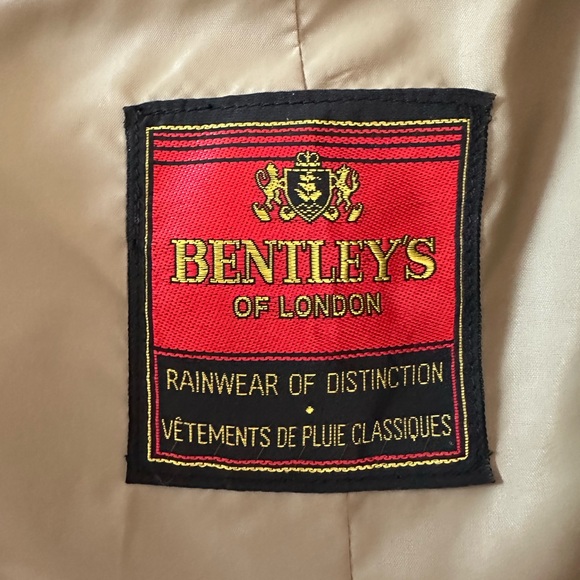 BENTLEY'S
OF LONDON
RAINWEAR OF DISTINCTION
VÊTEMENTS DE PLUIE CLASSIQUES